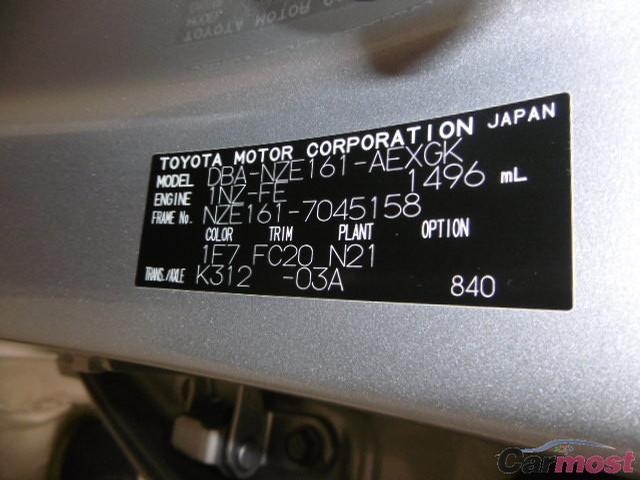 TOYOTA MOTOR CORPORATION JAPAN
MODEL DBA-NZE161-AEXGK
ENGINE 1NZ-FE 1496 mL
FRAME No. NZE161-7045158
COLOR TRIM PLANT OPTION
1E7 FC20 N21
TRANS./AXLE K312 -03A
840
Carmost